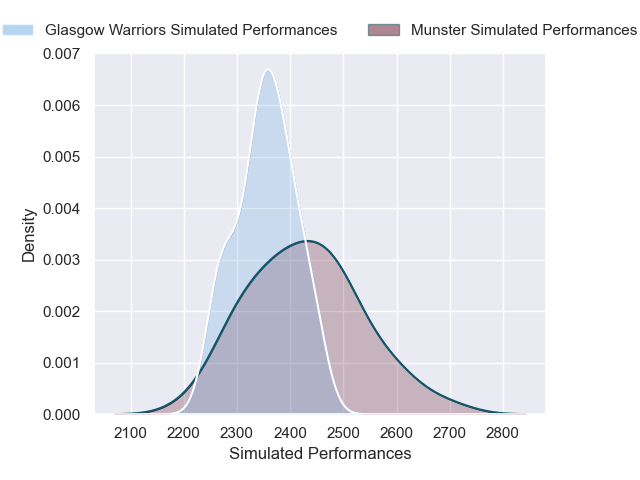 Glasgow Warriors Simulated Performances Munster Simulated Performances
0.007
0.006
0.005
0.004
0.003
0.002
0.001
0.000
Density
2100 2200 2300 2400 2500 2600 2700 2800
Simulated Performances